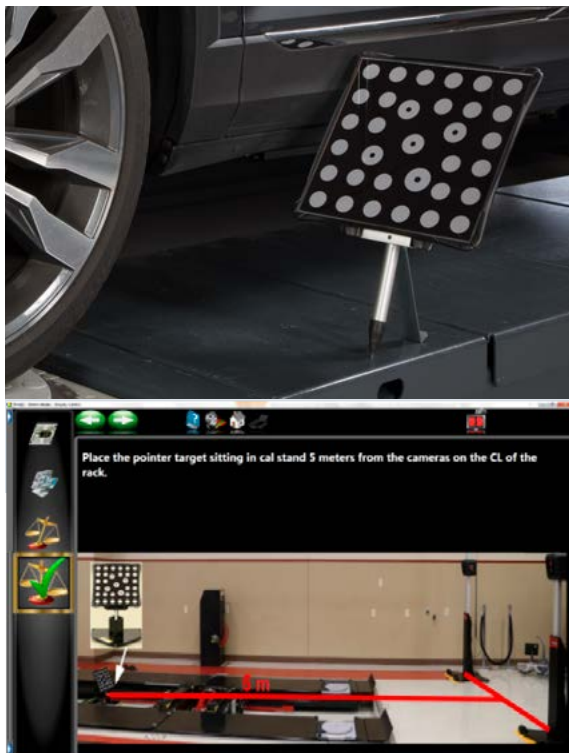 Place the pointer target sitting in cal stand 5 meters from the cameras on the CL of the
rack.
5 m